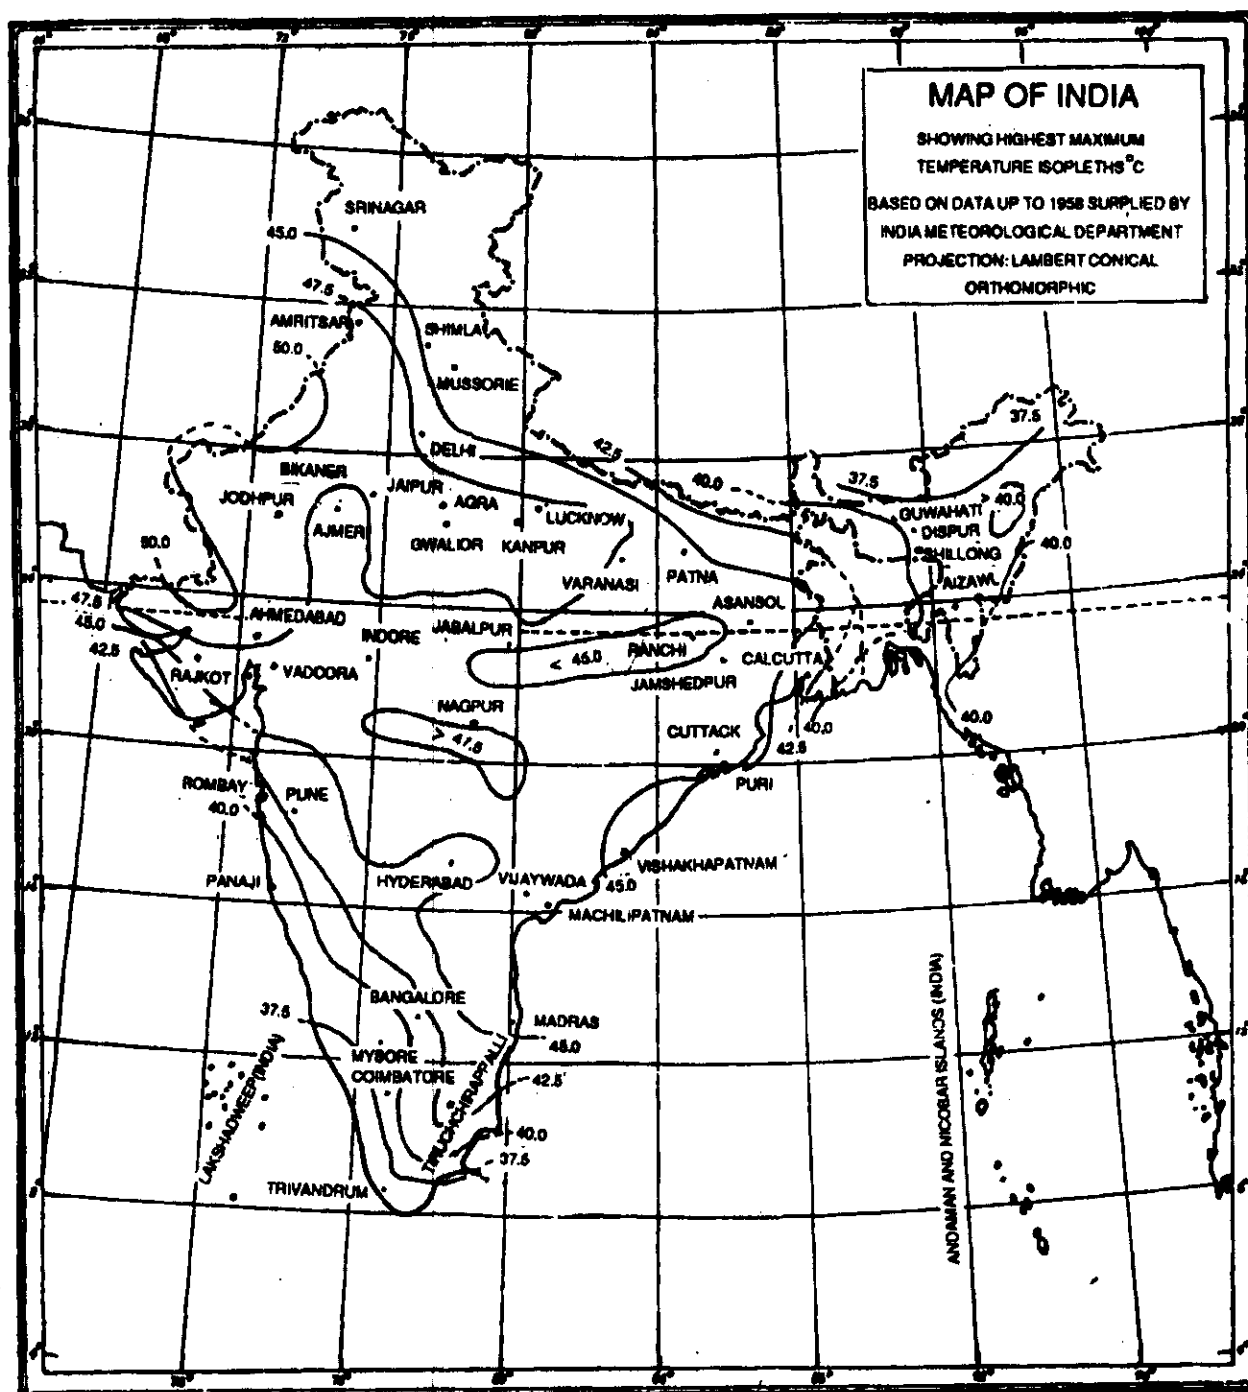 MAP OF INDIA
SHOWING HIGHEST MAXIMUM
TEMPERATURE ISOPLETHS °C
BASED ON DATA UP TO 1958 SUPPLIED BY
INDIA METEOROLOGICAL DEPARTMENT
PROJECTION: LAMBERT CONICAL
ORTHOMORPHIC
SRINAGAR
45.0
47.5
AMRITSAR
SHIMLA
50.0
MUSSORIE
37.5
42.5
DELHI
40.0
BIKANER
37.5
JODHPUR
JAIPUR
AGRA
> 40.0
AJMER
LUCKNOW
GUWAHATI
DISPUR
50.0
GWALIOR
KANPUR
SHILLONG
40.0
VARANASI
PATNA
AIZAWL
47.5
45.0
AHMEDABAD
ASANSOL
42.5
INDORE
JABALPUR
RAJKOT
VADOORA
< 45.0
RANCHI
CALCUTTA
JAMSHEDPUR
NAGPUR
> 47.5
CUTTACK
40.0
40.0
42.5
ROMBAY
PUNE
PURI
40.0
VISHAKHAPATNAM
PANAJI
HYDERABAD
VIJAYWADA
45.0
MACHILIPATNAM
BANGALORE
37.5
MADRAS
45.0
MYSORE
COIMBATORE
TIRUCHCHIRAPPALLI
42.5
LAKSHADWEEP (INDIA)
ANDAMAN AND NICOBAR ISLANDS (INDIA)
40.0
37.5
TRIVANDRUM